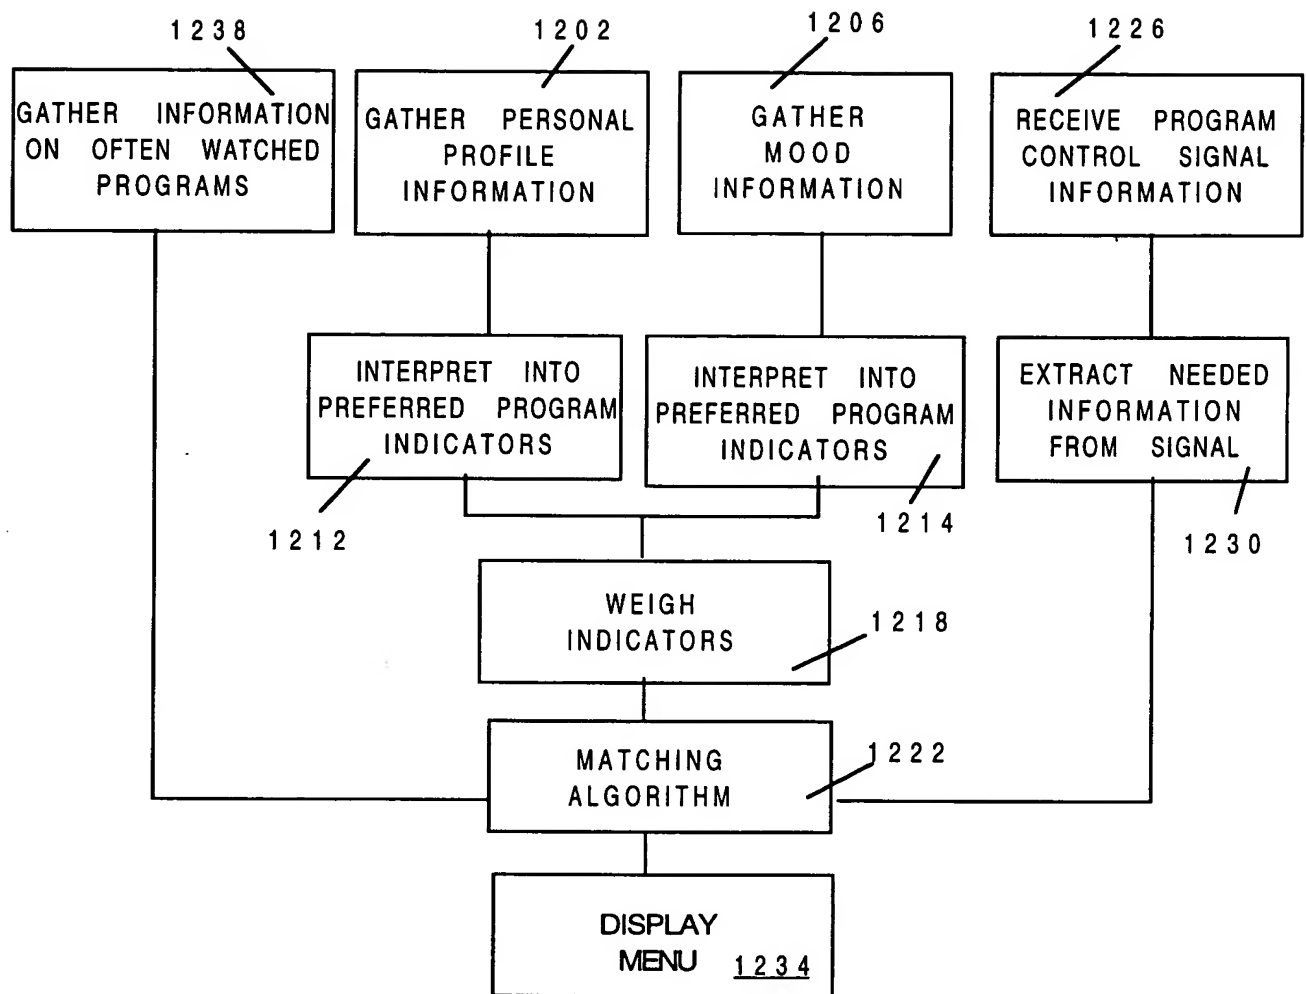 1238
1202
1206
1226
GATHER INFORMATION
ON OFTEN WATCHED
PROGRAMS
GATHER PERSONAL
PROFILE
INFORMATION
GATHER
MOOD
INFORMATION
RECEIVE PROGRAM
CONTROL SIGNAL
INFORMATION
INTERPRET INTO
PREFERRED PROGRAM
INDICATORS
INTERPRET INTO
PREFERRED PROGRAM
INDICATORS
EXTRACT NEEDED
INFORMATION
FROM SIGNAL
1212
1214
1230
WEIGH
INDICATORS
1218
MATCHING
ALGORITHM
1222
DISPLAY
MENU 1234